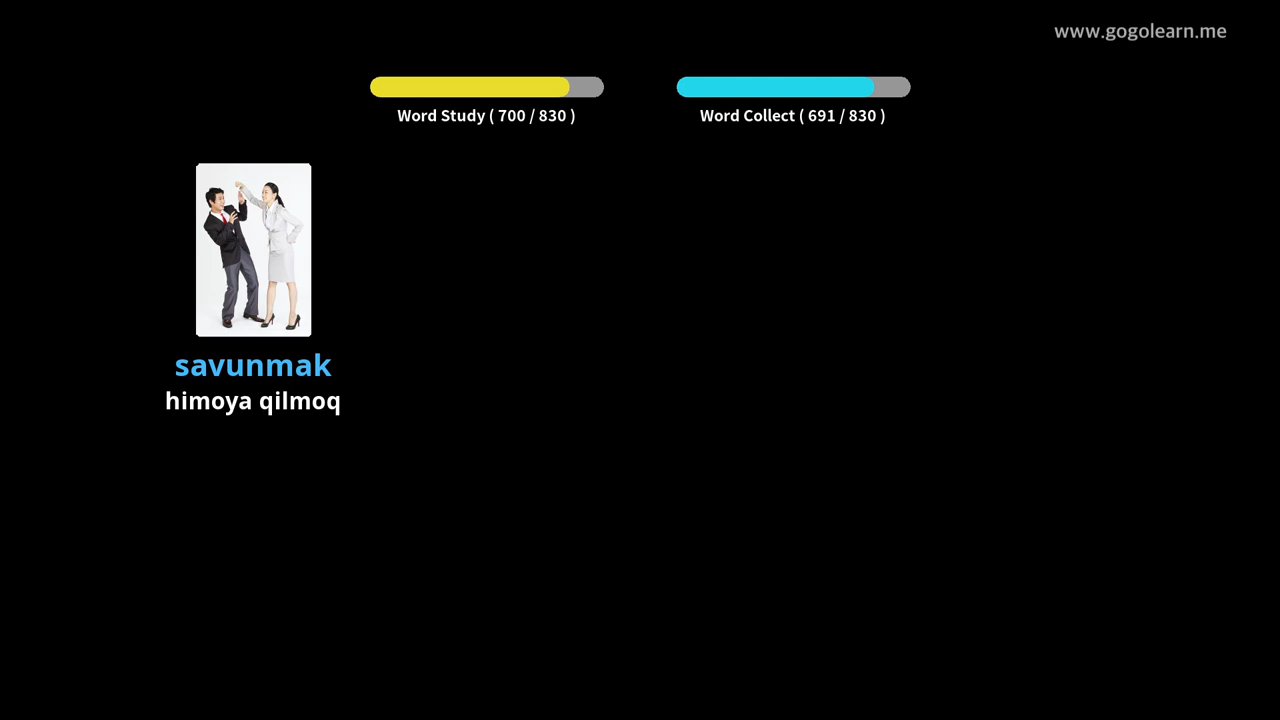 www.gogolearn.me
Word Study ( 700 / 830 )
Word Collect ( 691 / 830 )
savunmak
himoya qilmoq